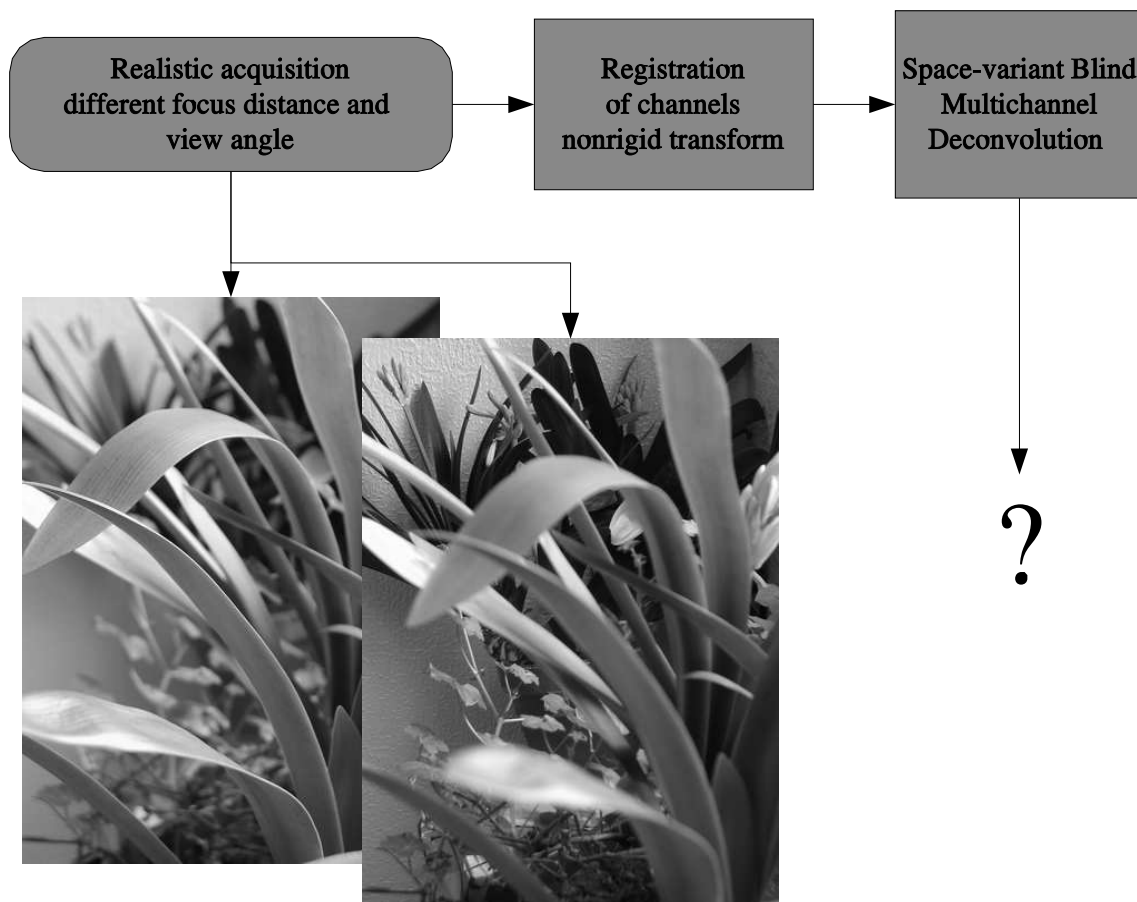 Realistic acquisition
different focus distance and
view angle
Registration
of channels
nonrigid transform
Space-variant Blind
Multichannel
Deconvolution
?